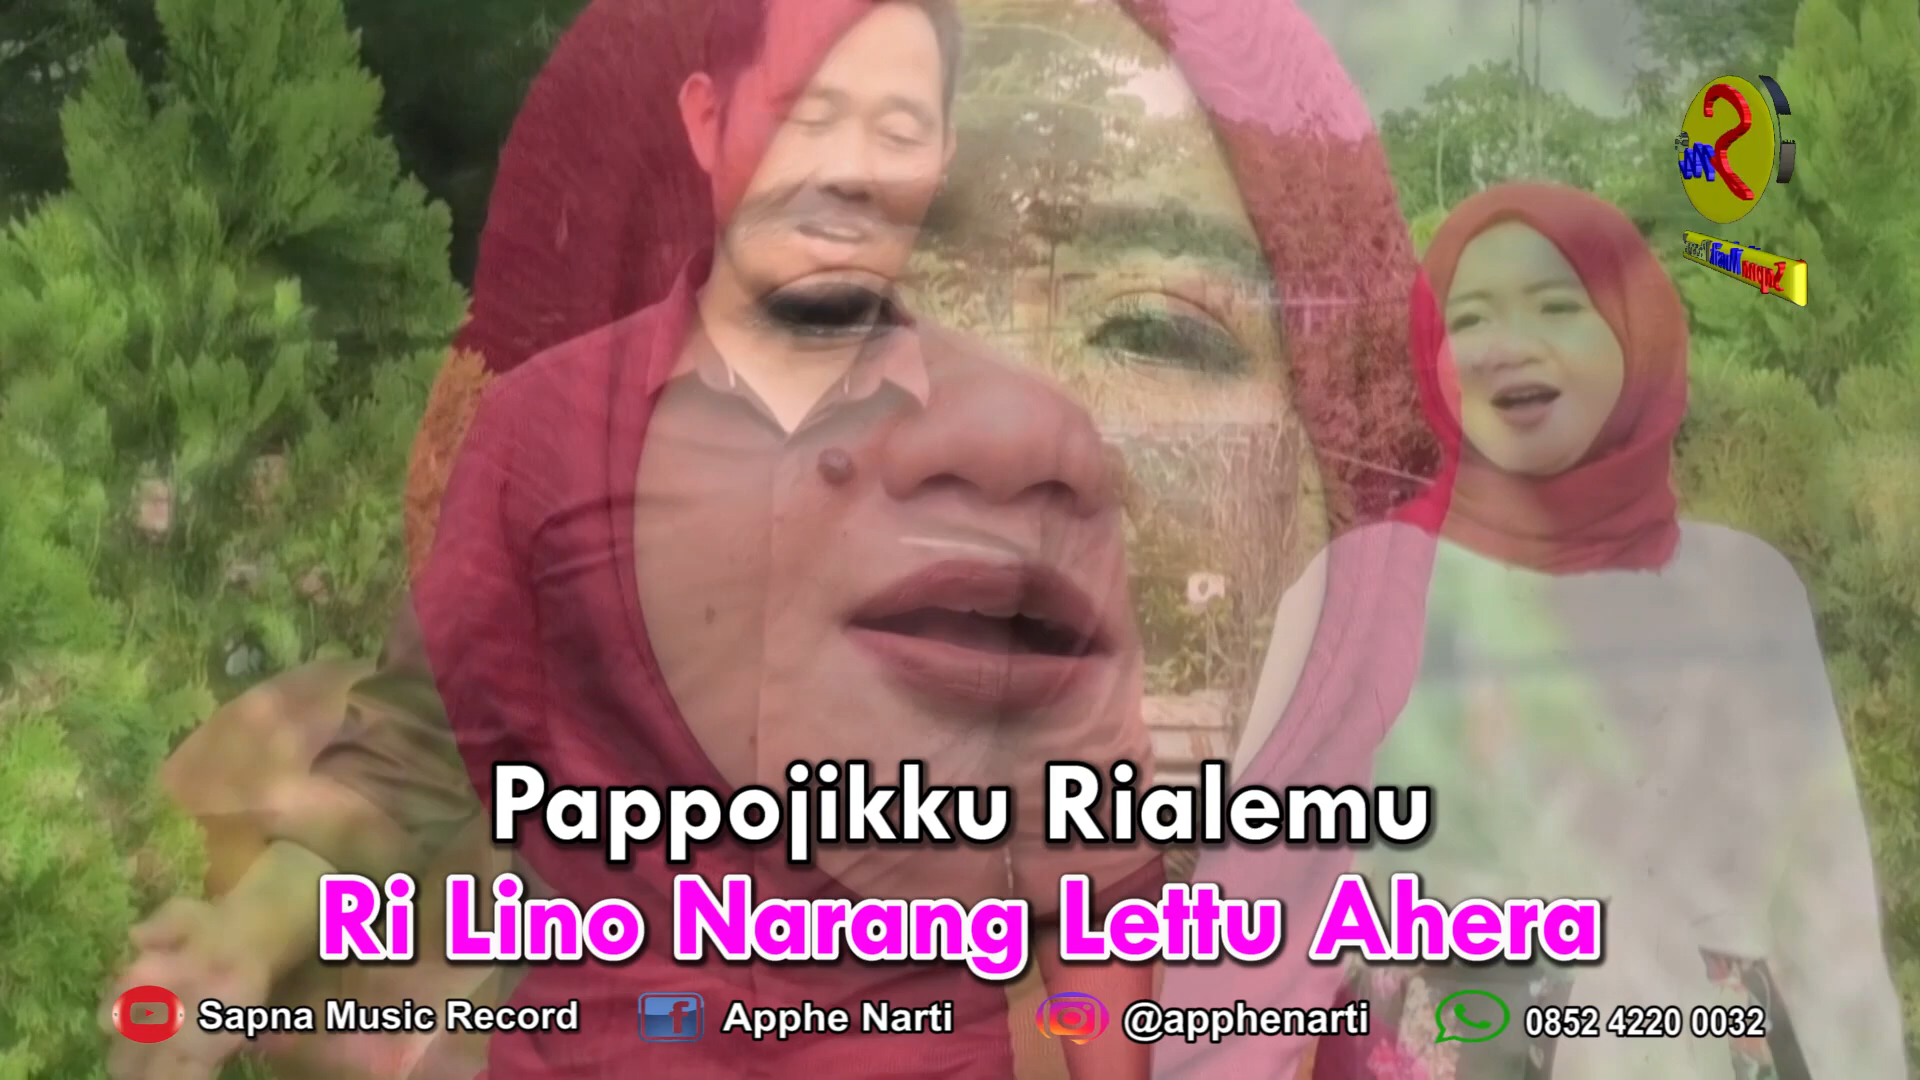 Pappojikku Rialemu
Ri Lino Narang Lettu Ahera
Sapna Music Record
Apphe Narti
@apphenarti
0852 4220 0032